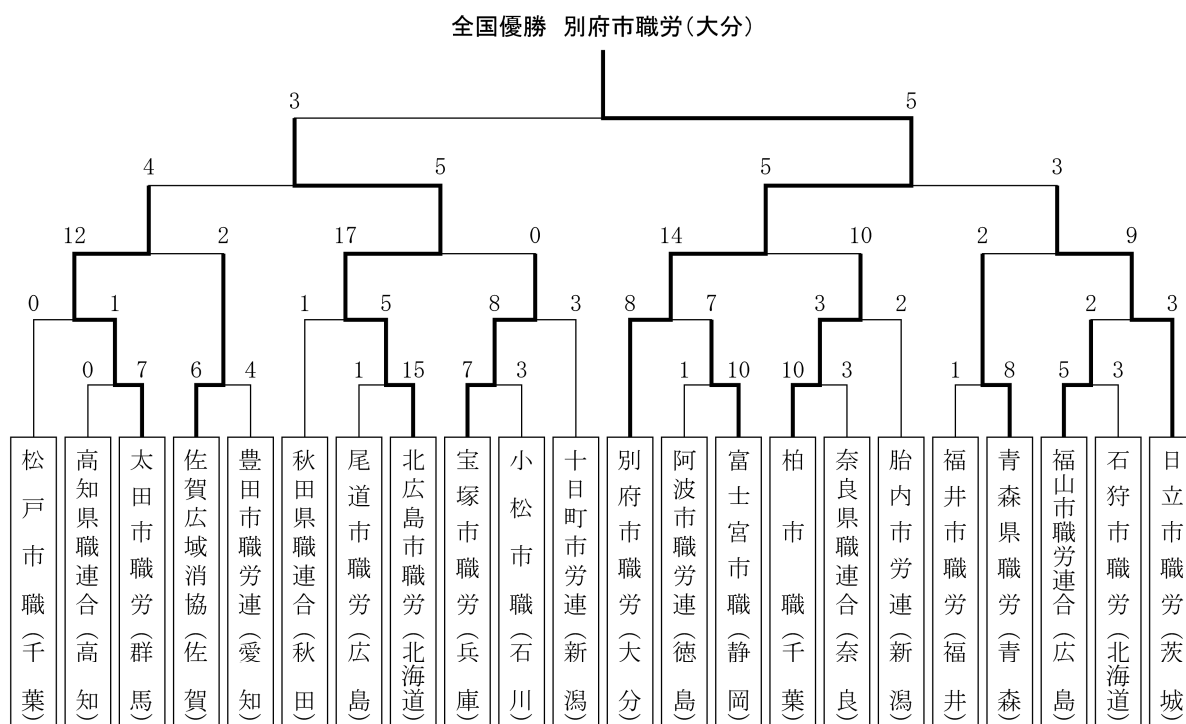 全国優勝 別府市職労(大分)
3 5
4 5 5 3
12 2 17 0 14 10 2 9
0 1 1 5 8 3 8 7 3 2 2 3
0 7 6 4 1 15 7 3 1 10 10 3 1 8 5 3
松戸市職(千葉)
高知県職連合(高知)
太田市職労(群馬)
佐賀広域消協(佐賀)
豊田市職労連(愛知)
秋田県職連合(秋田)
尾道市職労(広島)
北広島市職労(北海道)
宝塚市職労(兵庫)
小松市職(石川)
十日町市労連(新潟)
別府市職労(大分)
阿波市職労連(徳島)
富士宮市職(静岡)
柏市職(千葉)
奈良県職連合(奈良)
胎内市労連(新潟)
福井市職労(福井)
青森県職労(青森)
福山市職労連合(広島)
石狩市職労(北海道)
日立市職労(茨城)